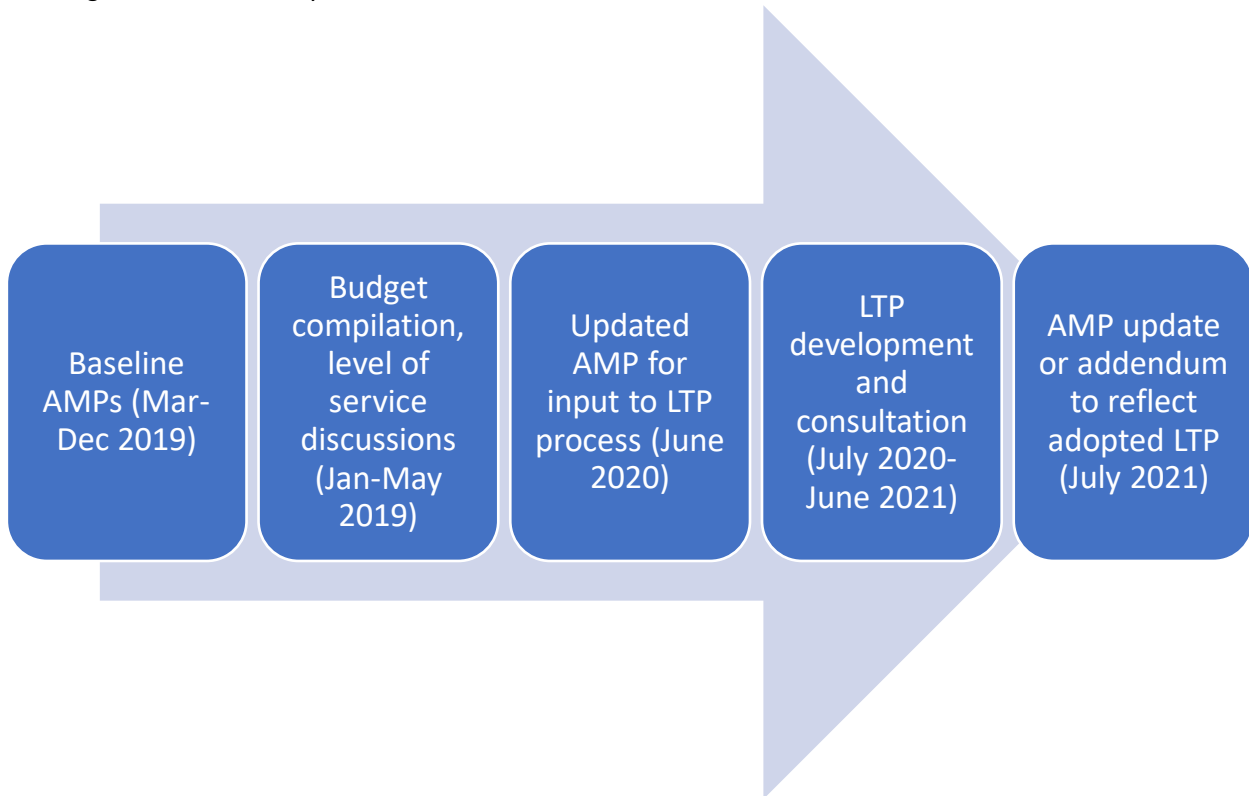 Baseline
AMPs (Mar-
Dec 2019)
Budget
compilation,
level of
service
discussions
(Jan-May
2019)
Updated
AMP for
input to LTP
process (June
2020)
LTP
development
and
consultation
(July 2020-
June 2021)
AMP update
or addendum
to reflect
adopted LTP
(July 2021)